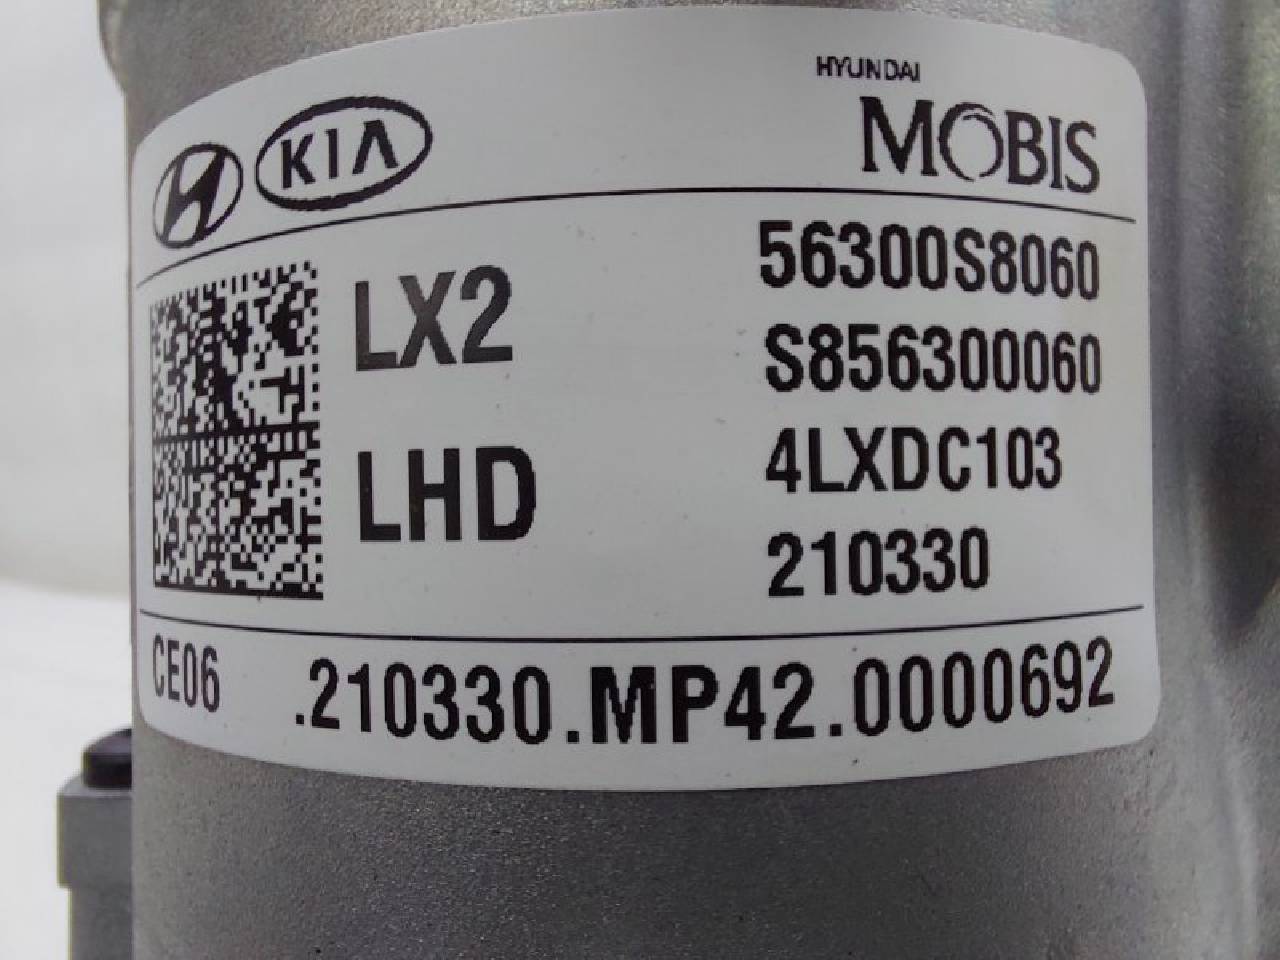 HYUNDAI
KIA MOBIS
56300S8060
LX2 S856300060
LHD 4LXDC103
210330
CE06 .210330.MP42.0000692